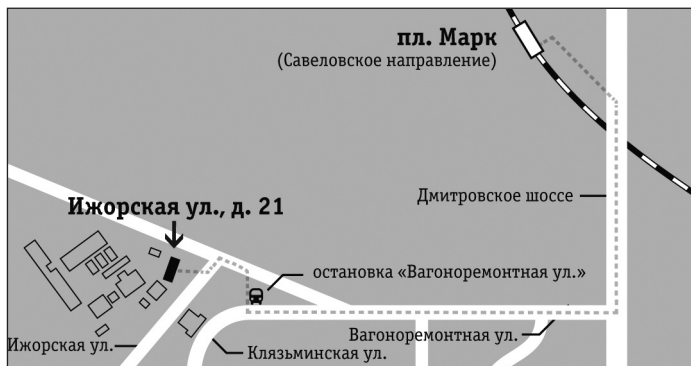 пл. Марк
(Савеловское направление)
Дмитровское шоссе
Ижорская ул., д. 21
остановка «Вагоноремонтная ул.»
Вагоноремонтная ул.
Ижорская ул.
Клязьминская ул.